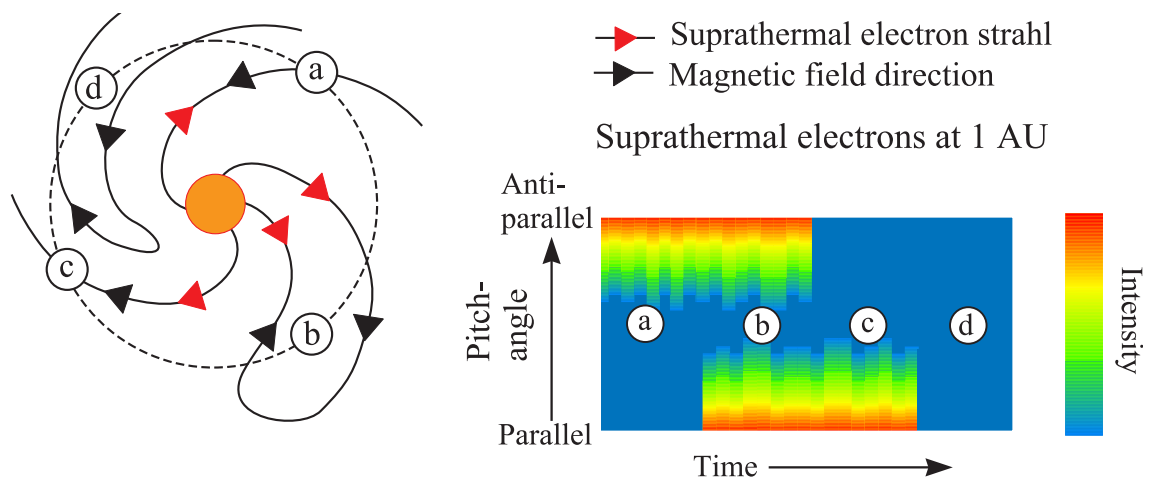 a
d
c
b
Suprathermal electron strahl
Magnetic field direction
Suprathermal electrons at 1 AU
Anti-
parallel
Pitch-
angle
Parallel
a
b
c
d
Time
Intensity